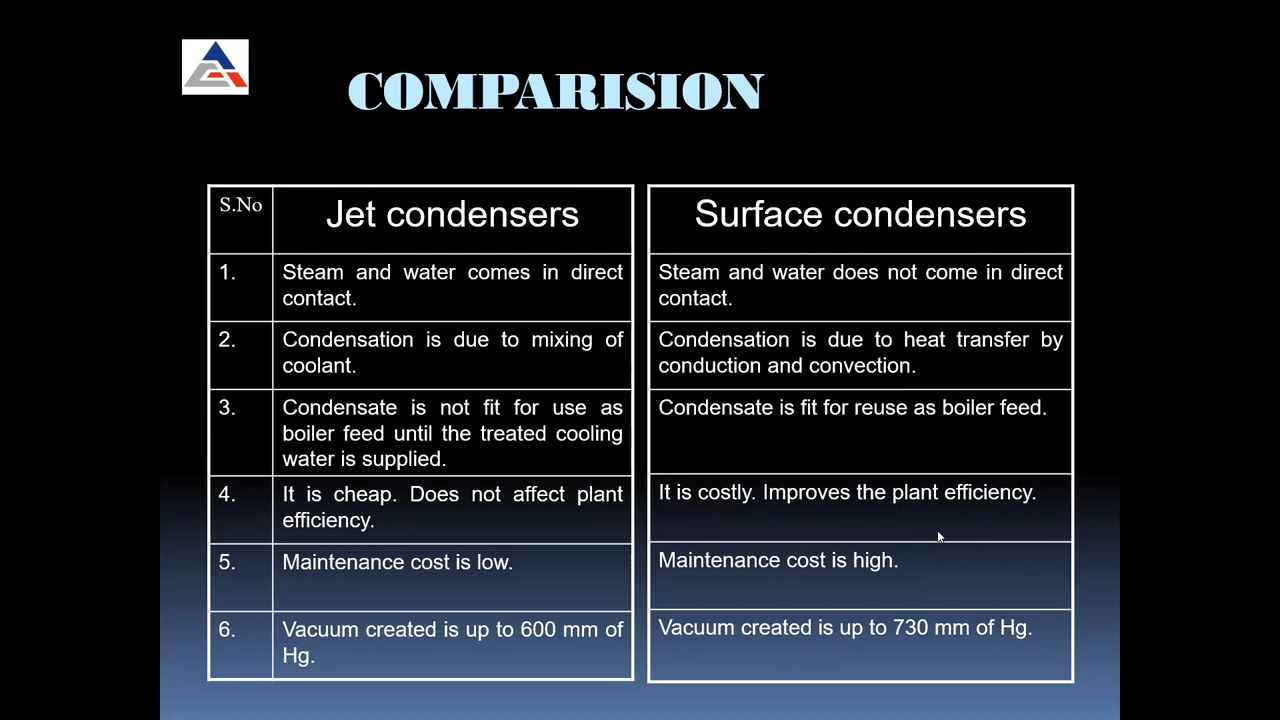 COMPARISION
S.No
Jet condensers
Surface condensers
1.
Steam and water comes in direct
contact.
Steam and water does not come in direct
contact.
2.
Condensation is due to mixing of
coolant.
Condensation is due to heat transfer by
conduction and convection.
3.
Condensate is not fit for use as
boiler feed until the treated cooling
water is supplied.
Condensate is fit for reuse as boiler feed.
4.
It is cheap. Does not affect plant
efficiency.
It is costly. Improves the plant efficiency.
5.
Maintenance cost is low.
Maintenance cost is high.
6.
Vacuum created is up to 600 mm of
Hg.
Vacuum created is up to 730 mm of Hg.